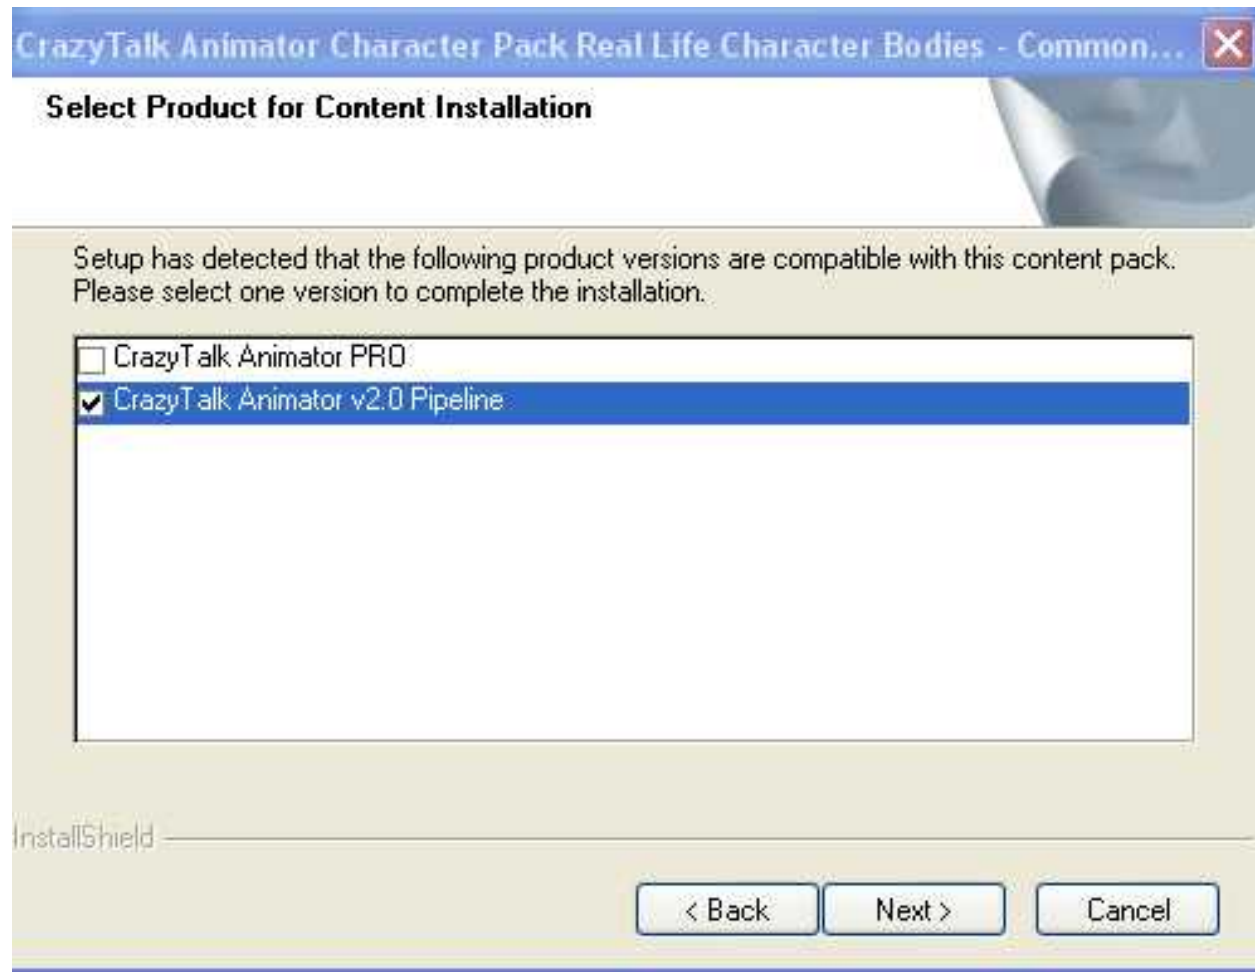 CrazyTalk Animator Character Pack Real Life Character Bodies - Common...
Select Product for Content Installation
Setup has detected that the following product versions are compatible with this content pack.
Please select one version to complete the installation.
CrazyTalk Animator PRO
CrazyTalk Animator v2.0 Pipeline
InstallShield
< Back
Next >
Cancel